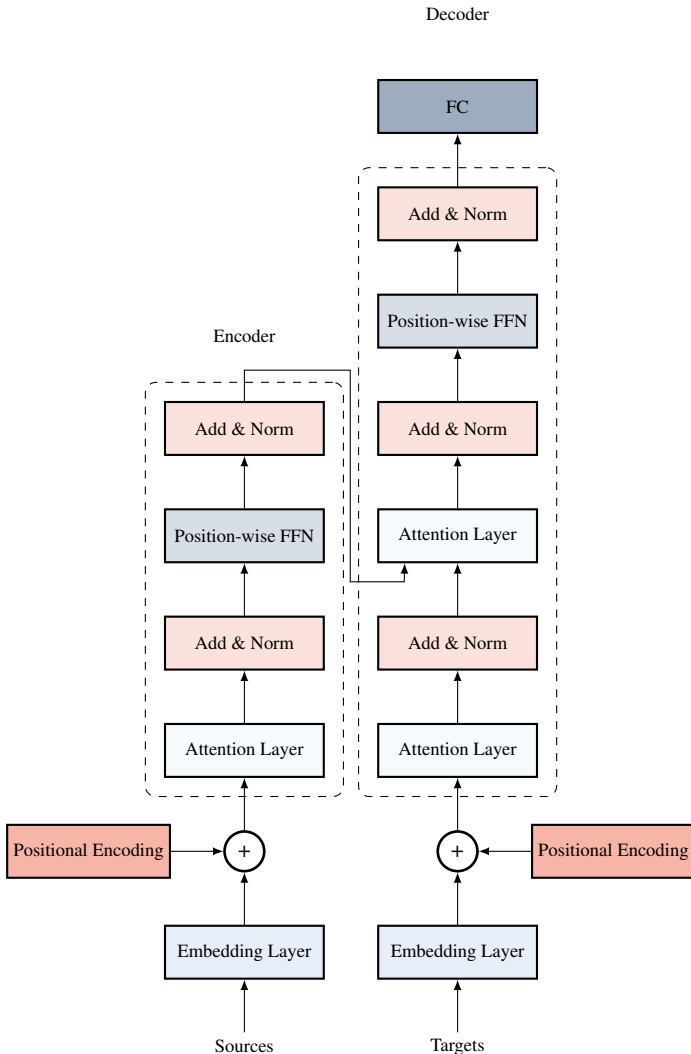 Decoder
FC
Add & Norm
Position-wise FFN
Encoder
Add & Norm
Add & Norm
Position-wise FFN
Attention Layer
Add & Norm
Add & Norm
Attention Layer
Attention Layer
Positional Encoding
+
+
Positional Encoding
Embedding Layer
Embedding Layer
Sources
Targets